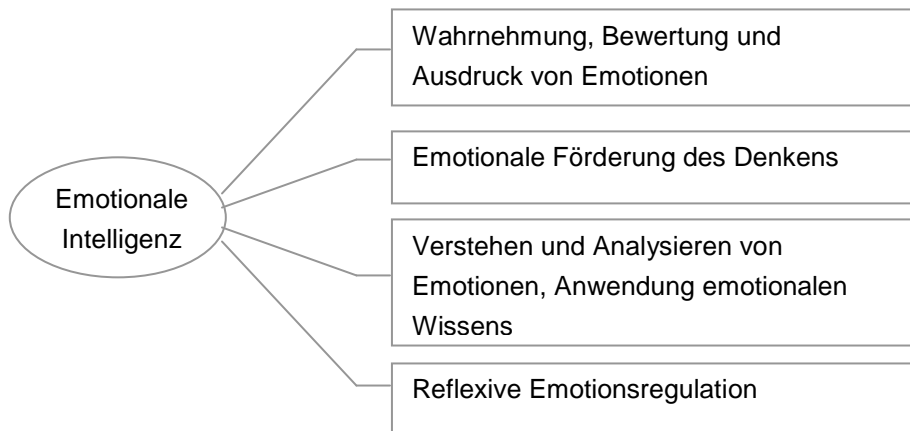 Emotionale
Intelligenz
Wahrnehmung, Bewertung und
Ausdruck von Emotionen
Emotionale Förderung des Denkens
Verstehen und Analysieren von
Emotionen, Anwendung emotionalen
Wissens
Reflexive Emotionsregulation